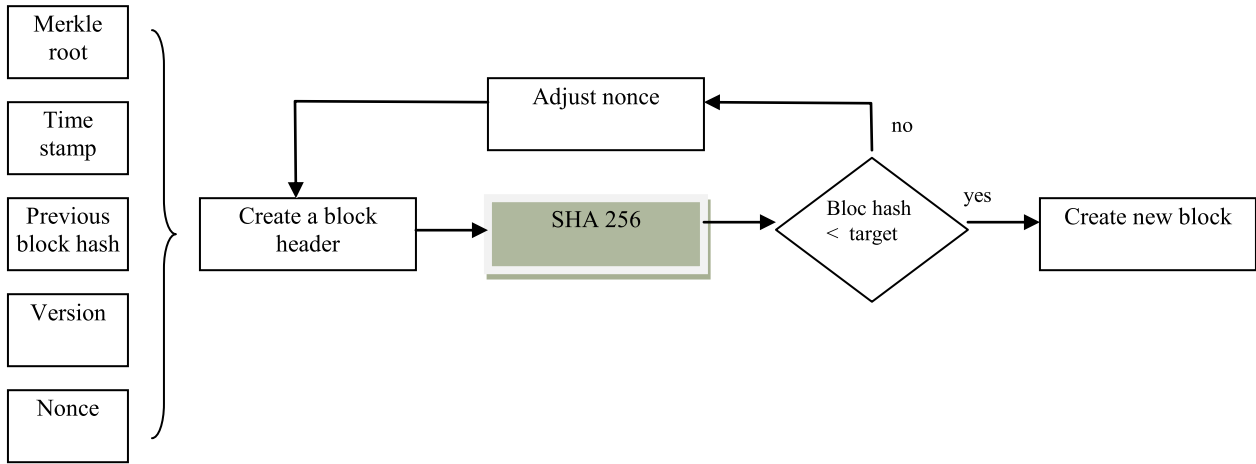 Merkle
root
Time
stamp
Previous
block hash
Version
Nonce
Adjust nonce
Create a block
header
SHA 256
Bloc hash
< target
no
yes
Create new block